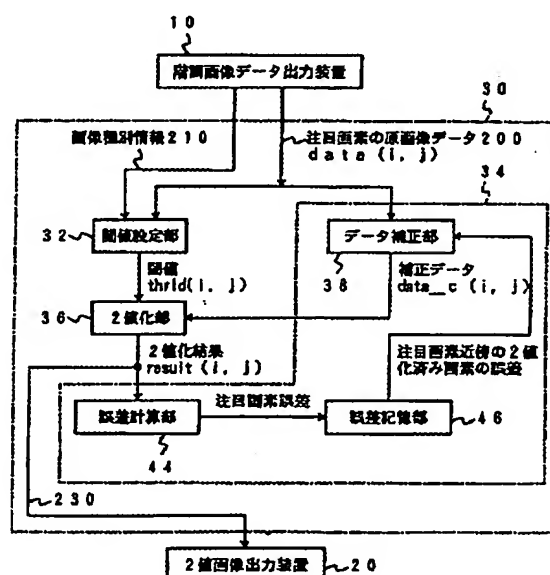 10
階調画像データ出力装置
30
画像種別情報210
注目画素の原画像データ200
data (i, j)
34
32
閾値設定部
データ補正部
38
閾値
thrld(i, j)
補正データ
data_c (i, j)
36
2値化部
2値化結果
result (i, j)
注目画素近傍の2値
化済み画素の誤差
誤差計算部
注目画素誤差
誤差記憶部
44
46
230
2値画像出力装置
20